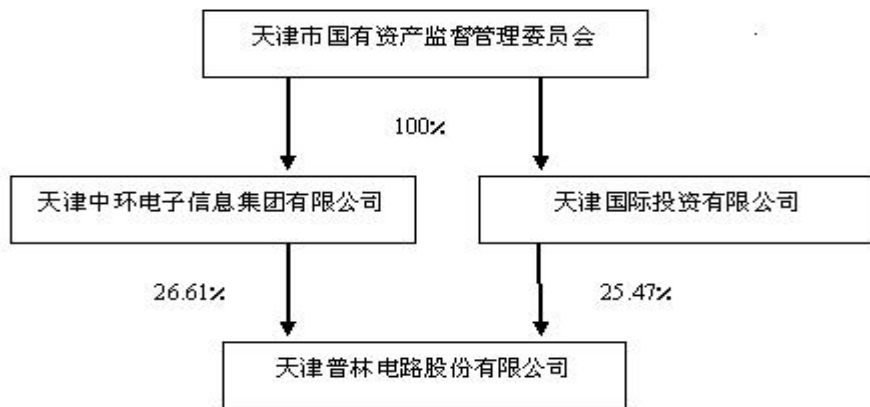 天津市国有资产监督管理委员会
100%
天津中环电子信息集团有限公司
天津国际投资有限公司
26.61%
25.47%
天津普林电路股份有限公司